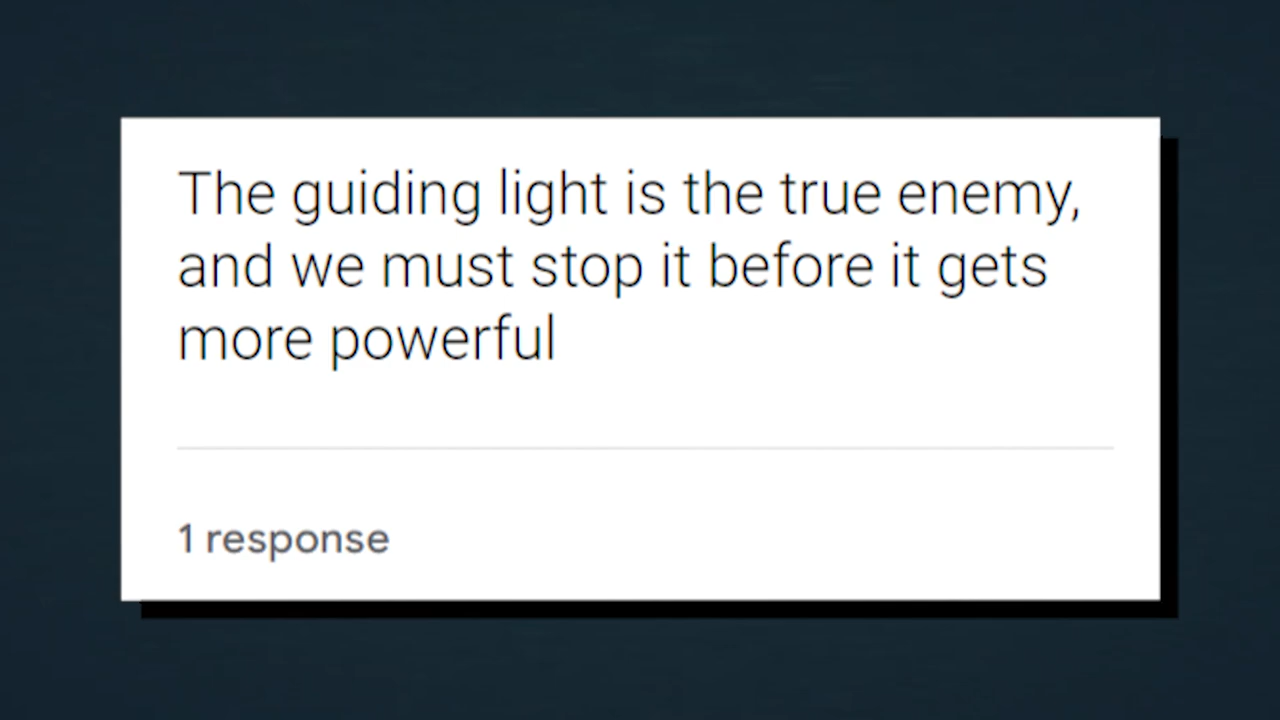 The guiding light is the true enemy,
and we must stop it before it gets
more powerful
1 response